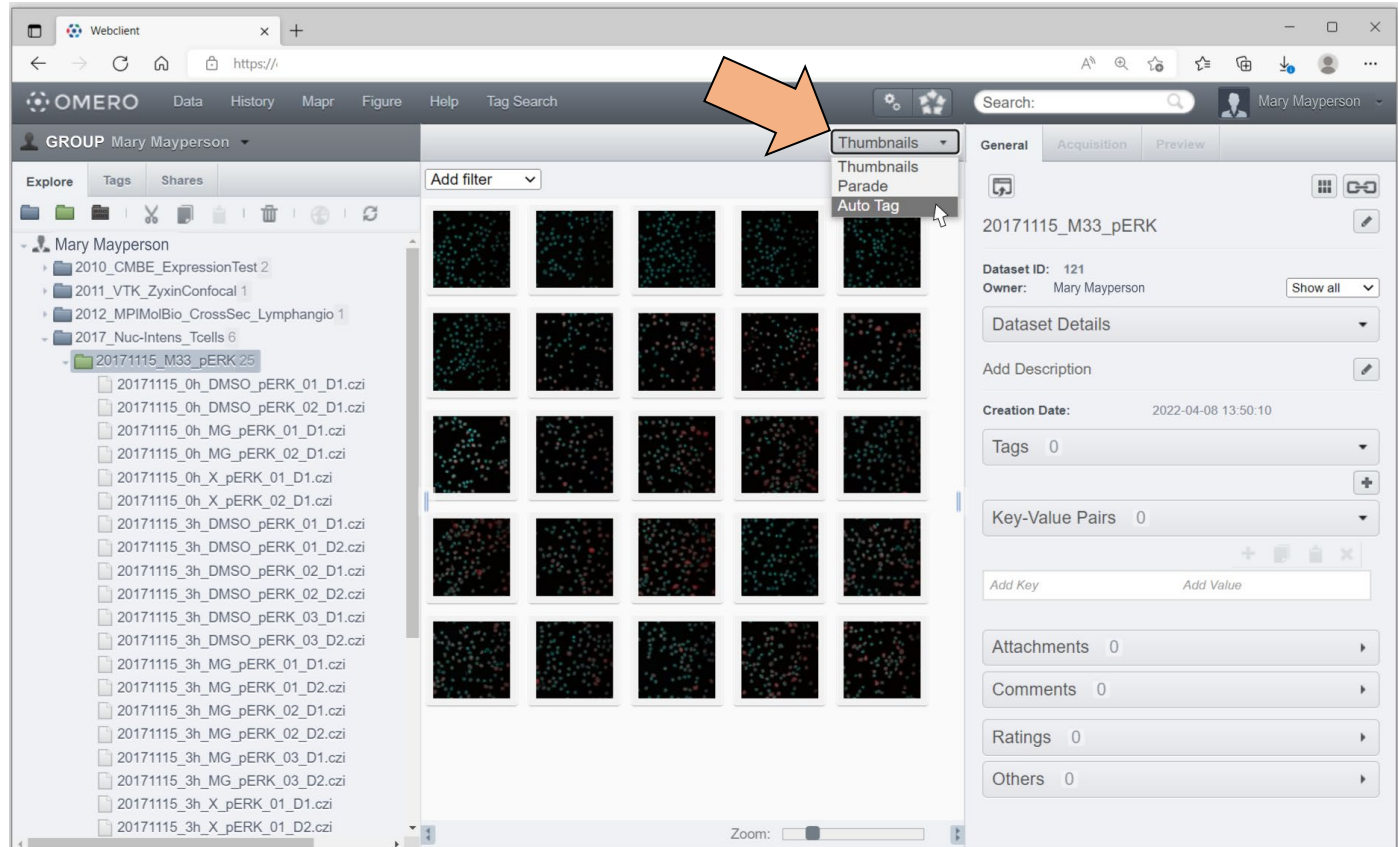 Webclient
https://
OMERO Data History Mapr Figure Help Tag Search Search: Mary Mayperson
GROUP Mary Mayperson
Explore Tags Shares
Mary Mayperson
2010_CMBE_ExpressionTest 2
2011_VTK_ZyxinConfocal 1
2012_MPIMolBio_CrossSec_Lymphangio 1
2017_Nuc-Intens_Tcells 6
20171115_M33_pERK 25
20171115_0h_DMSO_pERK_01_D1.czi
20171115_0h_DMSO_pERK_02_D1.czi
20171115_0h_MG_pERK_01_D1.czi
20171115_0h_MG_pERK_02_D1.czi
20171115_0h_X_pERK_01_D1.czi
20171115_0h_X_pERK_02_D1.czi
20171115_3h_DMSO_pERK_01_D1.czi
20171115_3h_DMSO_pERK_01_D2.czi
20171115_3h_DMSO_pERK_02_D1.czi
20171115_3h_DMSO_pERK_02_D2.czi
20171115_3h_DMSO_pERK_03_D1.czi
20171115_3h_DMSO_pERK_03_D2.czi
20171115_3h_MG_pERK_01_D1.czi
20171115_3h_MG_pERK_01_D2.czi
20171115_3h_MG_pERK_02_D1.czi
20171115_3h_MG_pERK_02_D2.czi
20171115_3h_MG_pERK_03_D1.czi
20171115_3h_MG_pERK_03_D2.czi
20171115_3h_X_pERK_01_D1.czi
20171115_3h_X_pERK_01_D2.czi
Thumbnails
Add filter
Thumbnails
Parade
Auto Tag
Zoom:
General Acquisition Preview
20171115_M33_pERK
Dataset ID: 121
Owner: Mary Mayperson Show all
Dataset Details
Add Description
Creation Date: 2022-04-08 13:50:10
Tags 0
Key-Value Pairs 0
Add Key Add Value
Attachments 0
Comments 0
Ratings 0
Others 0